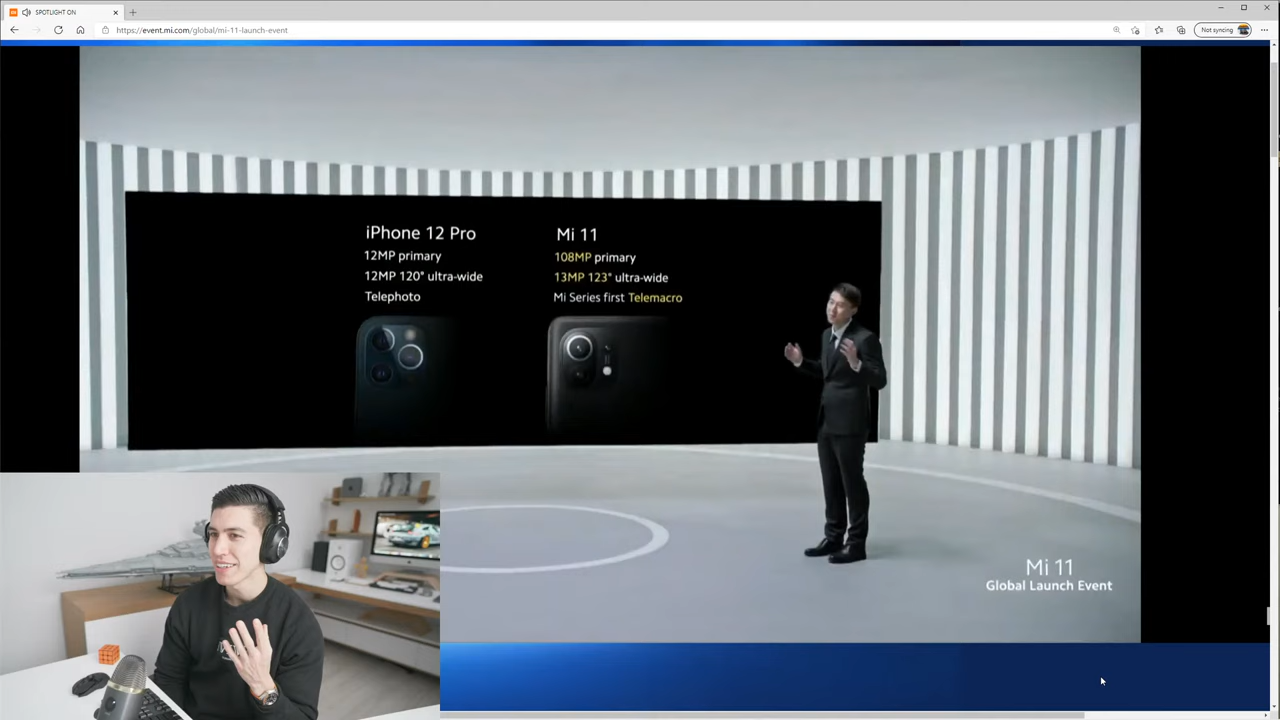 SPOTLIGHT ON
https://event.mi.com/global/mi-11-launch-event
Not syncing
iPhone 12 Pro
12MP primary
12MP 120° ultra-wide
Telephoto
Mi 11
108MP primary
13MP 123° ultra-wide
Mi Series first Telemacro
Mi 11
Global Launch Event